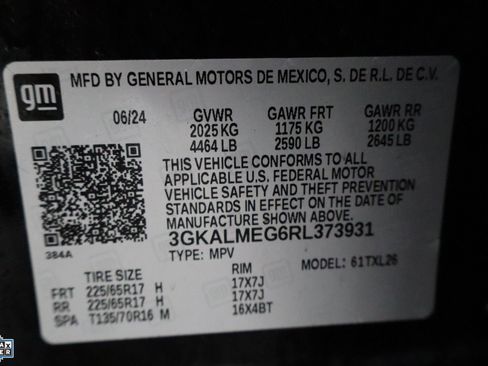 gm
MFD BY GENERAL MOTORS DE MEXICO, S. DE R.L. DE C.V.
06/24 GVWR GAWR FRT GAWR RR
2025 KG 1175 KG 1200 KG
4464 LB 2590 LB 2645 LB
THIS VEHICLE CONFORMS TO ALL
APPLICABLE U.S. FEDERAL MOTOR
VEHICLE SAFETY AND THEFT PREVENTION
STANDARDS IN EFFECT ON THE DATE OF
MANUFACTURE SHOWN ABOVE.
384A
3GKALMEG6RL373931
TYPE: MPV MODEL: 61TXL26
TIRE SIZE RIM
FRT 225/65R17 H 17X7J
RR 225/65R17 H 17X7J
SPA T135/70R16 M 16X4BT